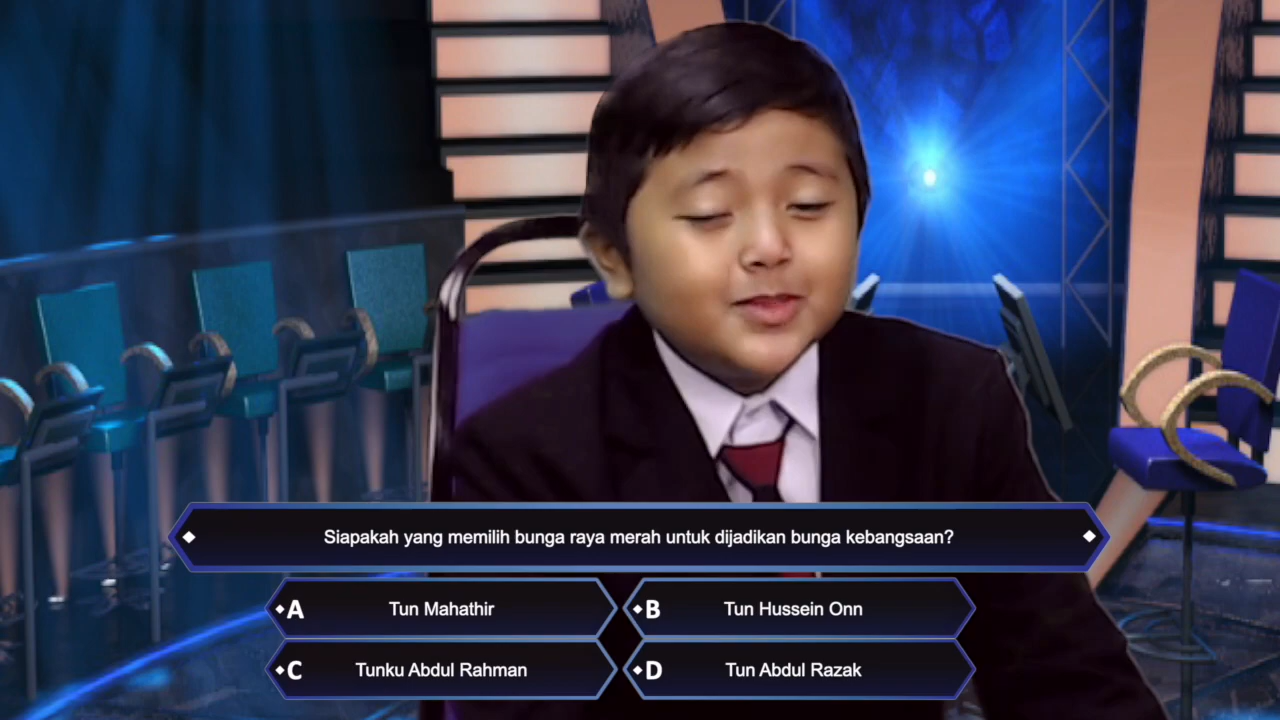 Siapakah yang memilih bunga raya merah untuk dijadikan bunga kebangsaan?
A Tun Mahathir
B Tun Hussein Onn
C Tunku Abdul Rahman
D Tun Abdul Razak